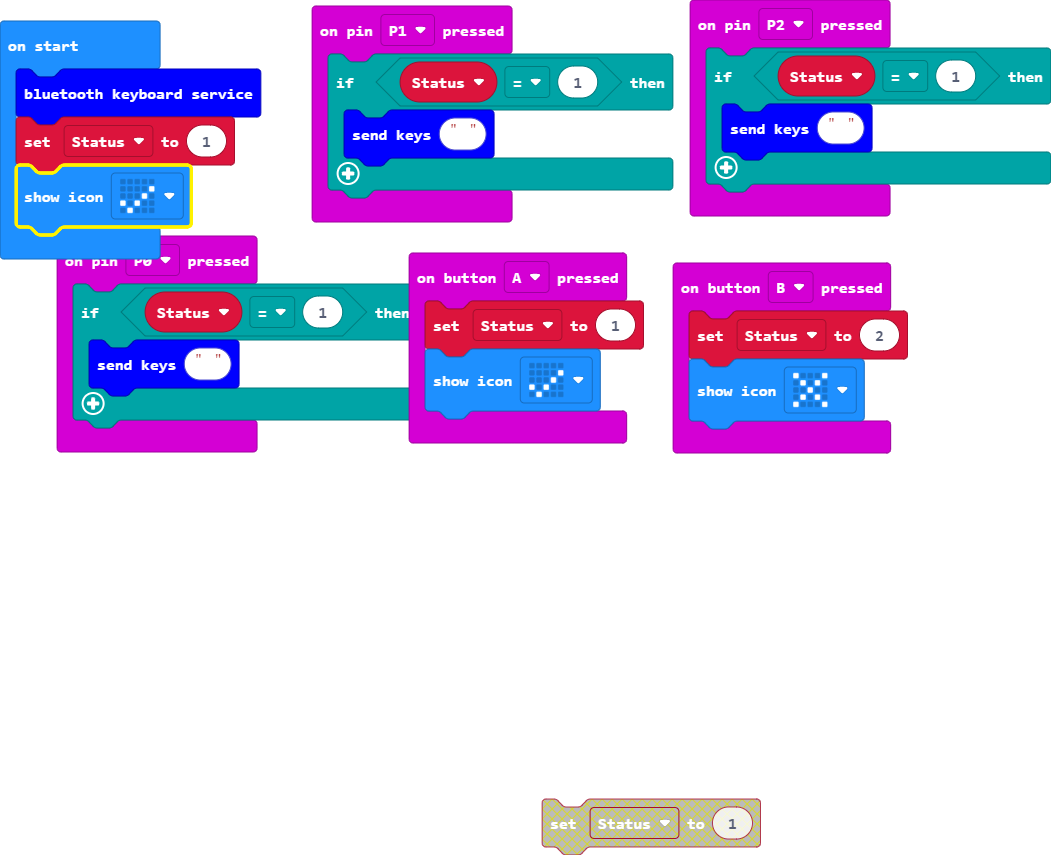 on start
bluetooth keyboard service
set Status to 1
show icon
on pin P1 pressed
if Status = 1 then
send keys " "
on pin P2 pressed
if Status = 1 then
send keys " "
on pin P0 pressed
if Status = 1 then
send keys " "
on button A pressed
set Status to 1
show icon
on button B pressed
set Status to 2
show icon
set Status to 1